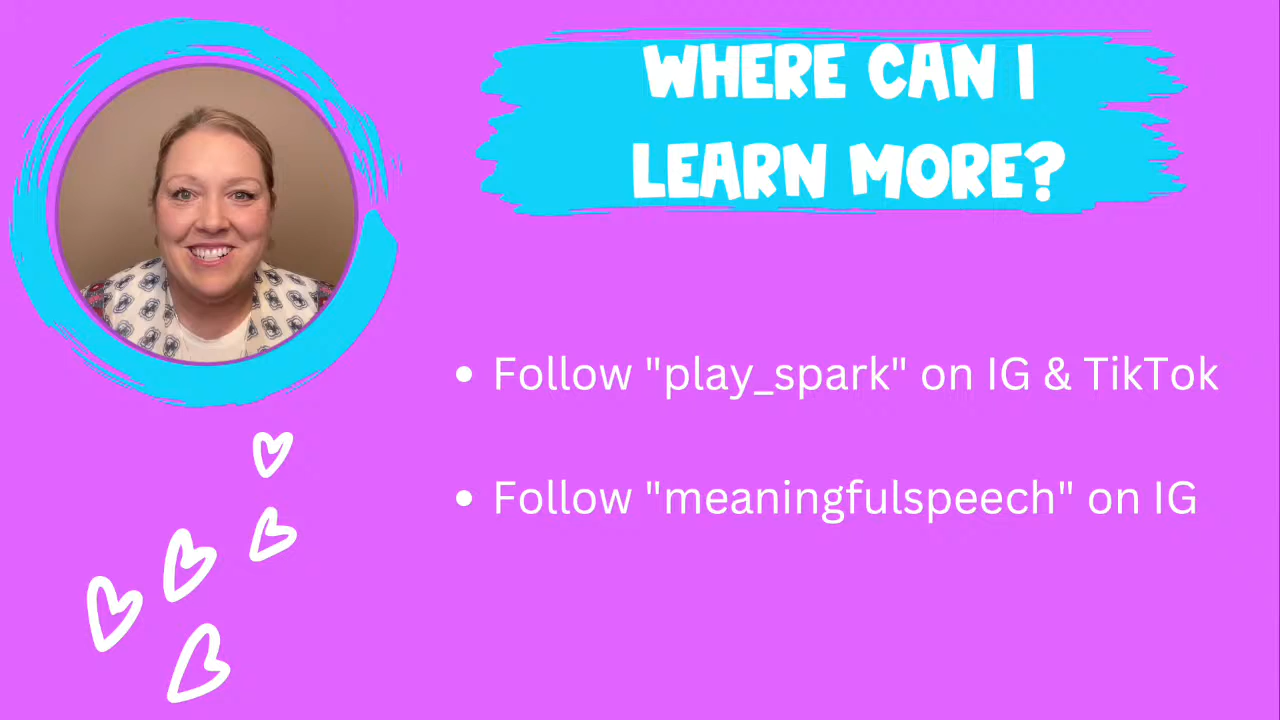 WHERE CAN I
LEARN MORE?
• Follow "play_spark" on IG & TikTok
• Follow "meaningfulspeech" on IG